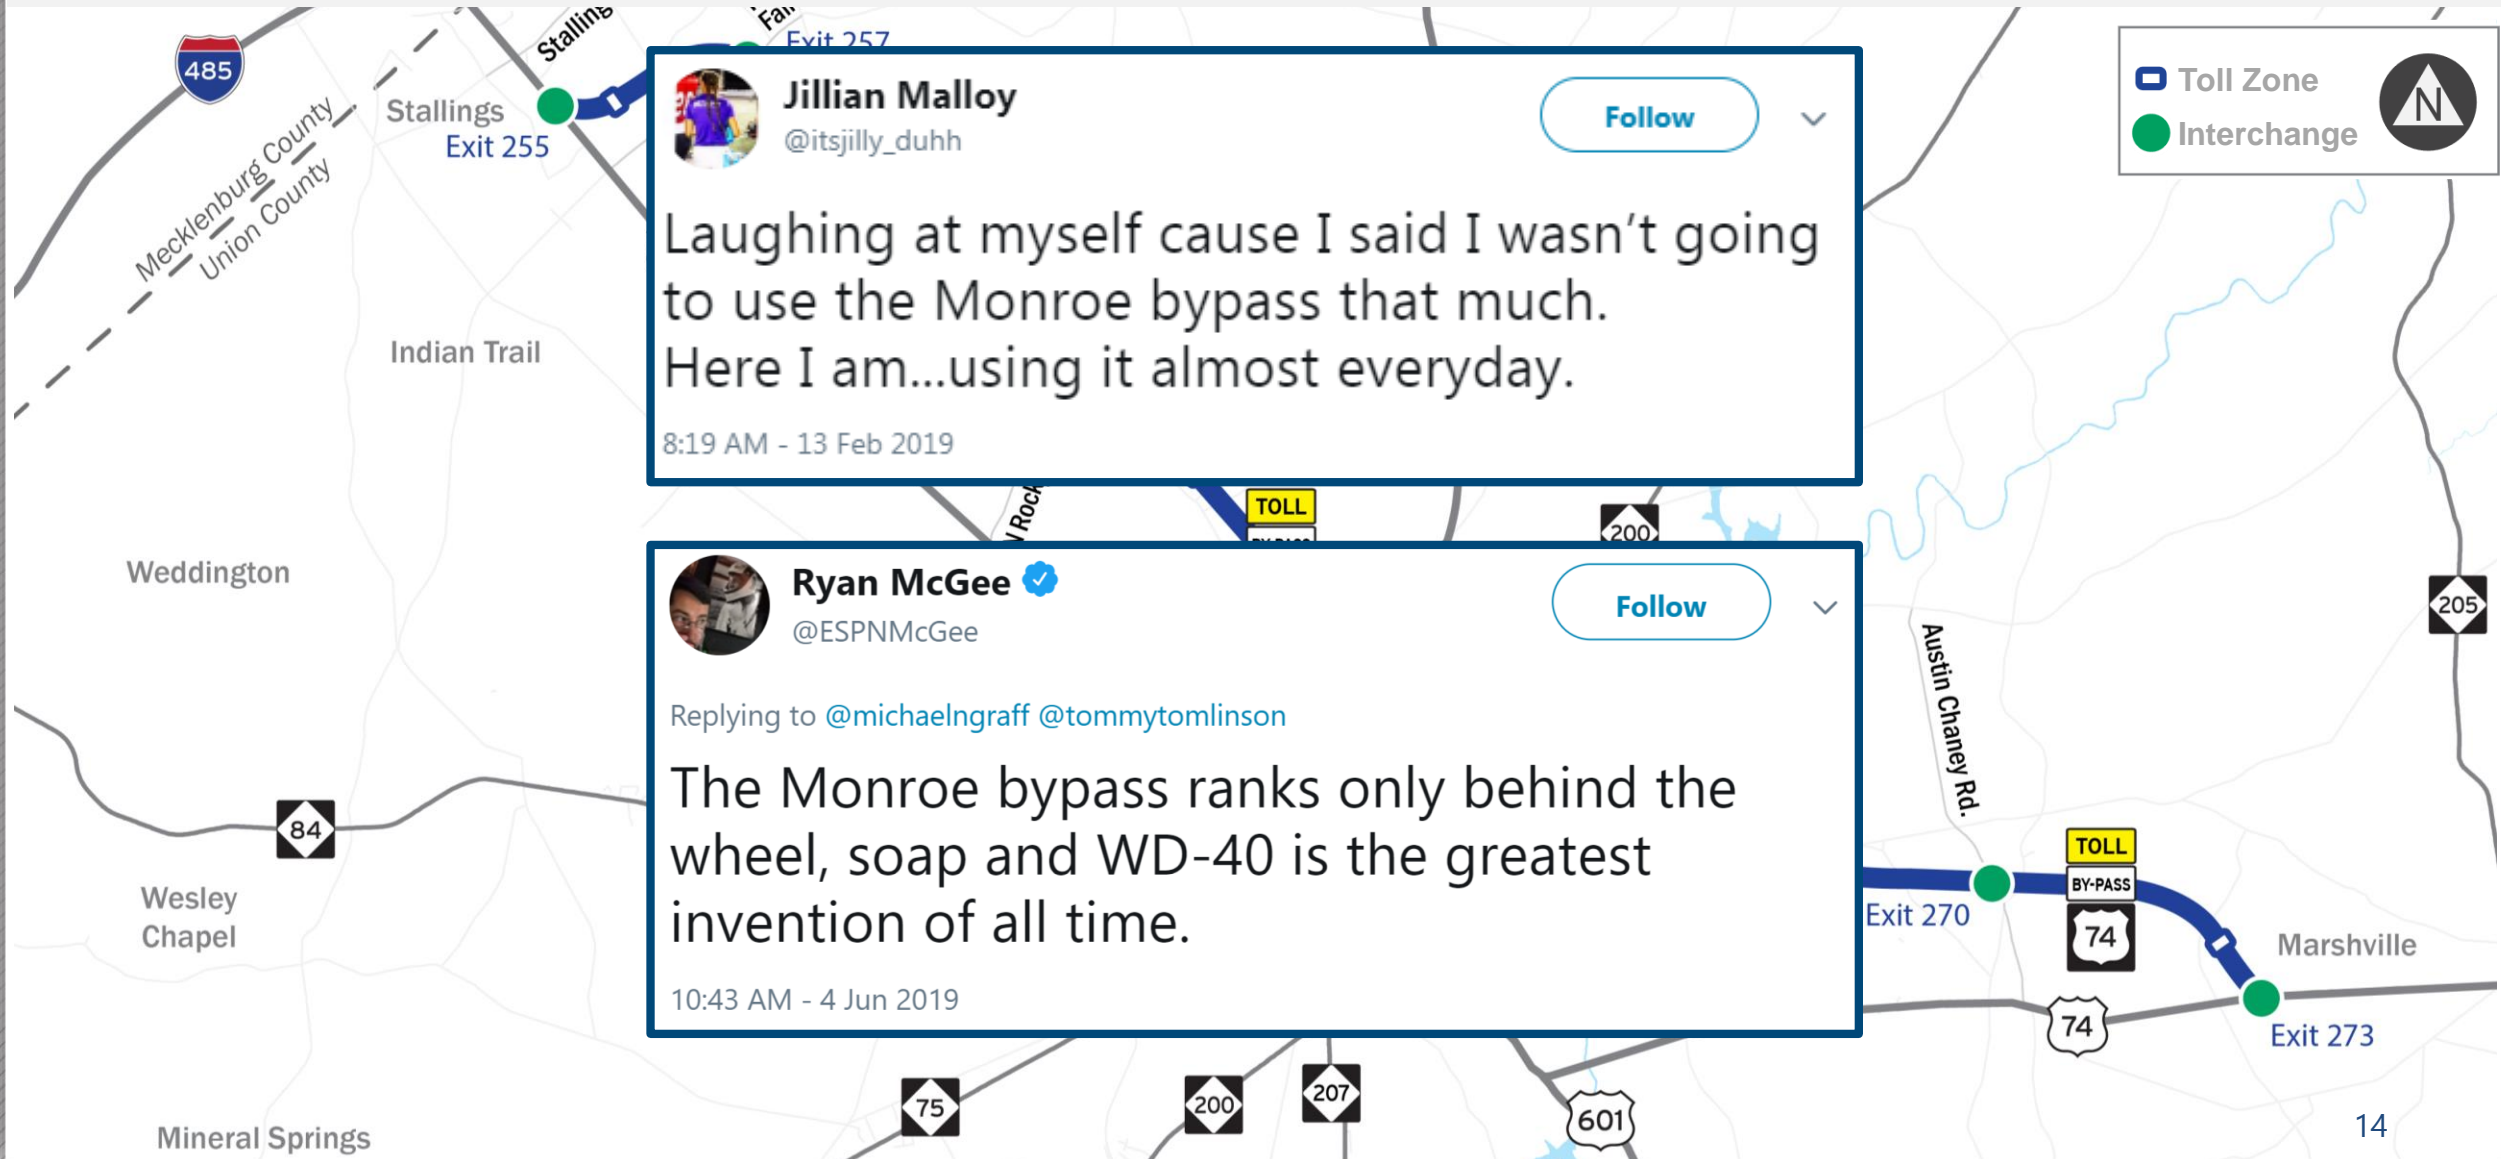 485
Stallings
Exit 255
Mecklenburg County
Union County
Exit 257
Toll Zone
Interchange
N
Jillian Malloy
@itsjilly_duhh
Follow
Laughing at myself cause I said I wasn't going
to use the Monroe bypass that much.
Here I am...using it almost everyday.
8:19 AM - 13 Feb 2019
Indian Trail
TOLL
200
Weddington
Ryan McGee
@ESPNMcGee
Follow
Replying to @michaelngraff @tommytomlinson
The Monroe bypass ranks only behind the
wheel, soap and WD-40 is the greatest
invention of all time.
10:43 AM - 4 Jun 2019
205
Austin Chaney Rd.
84
Wesley
Chapel
TOLL
BY-PASS
74
Exit 270
Marshville
74
Exit 273
75
200
207
601
Mineral Springs
14